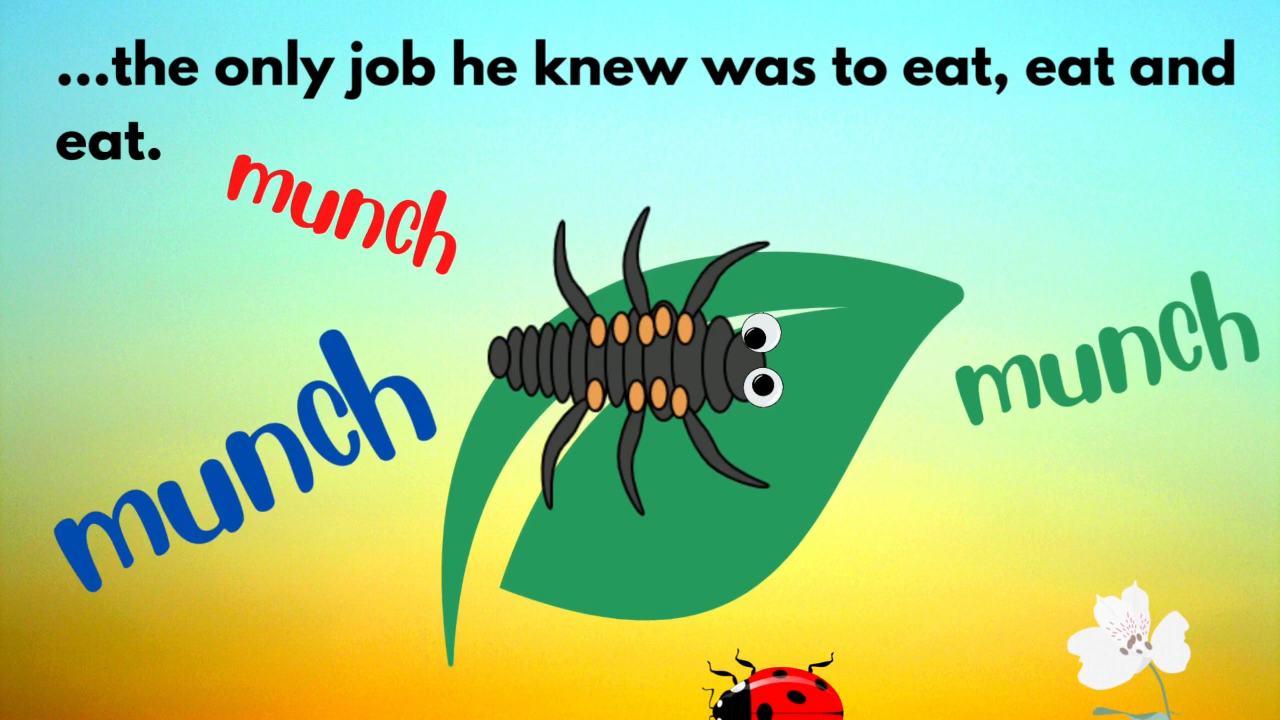 ...the only job he knew was to eat, eat and
eat.
munch
munch
munch